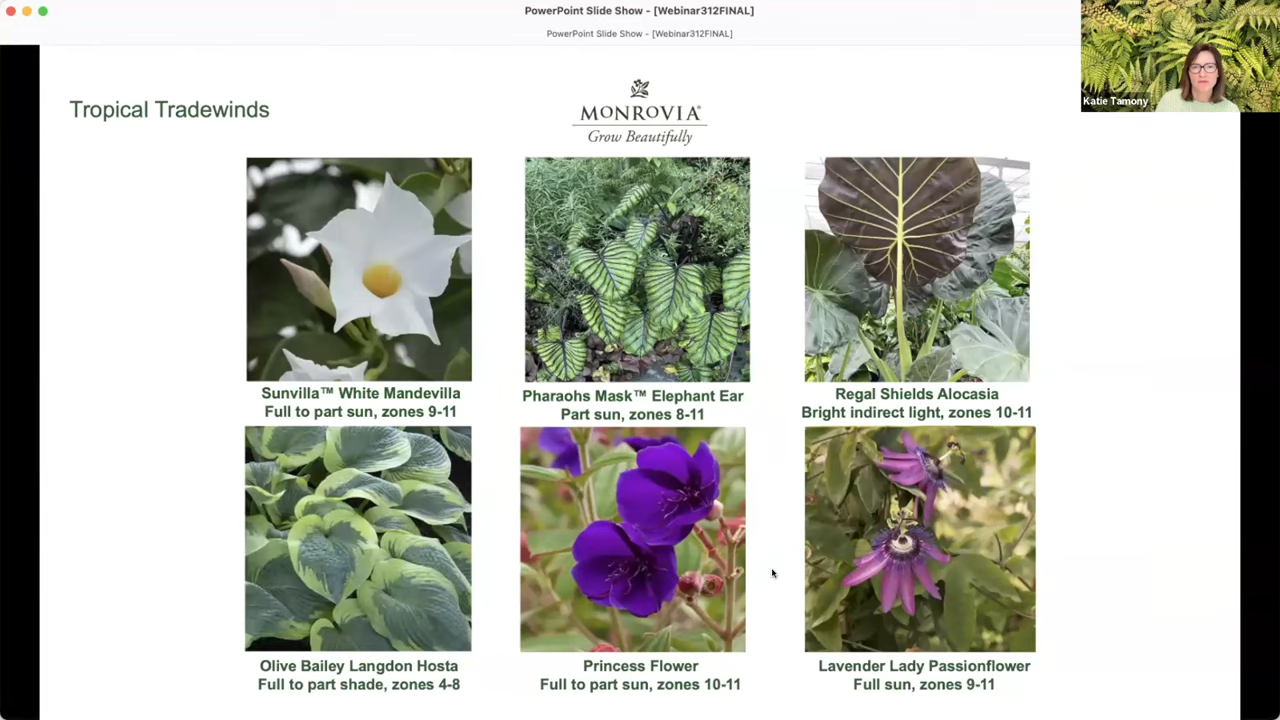 PowerPoint Slide Show - [Webinar312FINAL]
PowerPoint Slide Show - [Webinar312FINAL]
Katie Tamony
Tropical Tradewinds
MONROVIA®
Grow Beautifully
Sunvilla™ White Mandevilla
Full to part sun, zones 9-11
Pharaohs Mask™ Elephant Ear
Part sun, zones 8-11
Regal Shields Alocasia
Bright indirect light, zones 10-11
Olive Bailey Langdon Hosta
Full to part shade, zones 4-8
Princess Flower
Full to part sun, zones 10-11
Lavender Lady Passionflower
Full sun, zones 9-11